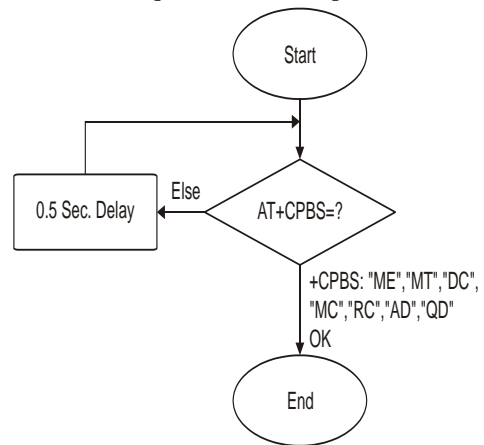 Start
Else
0.5 Sec. Delay
AT+CPBS=?
+CPBS: "ME","MT","DC",
"MC","RC","AD","QD"
OK
End